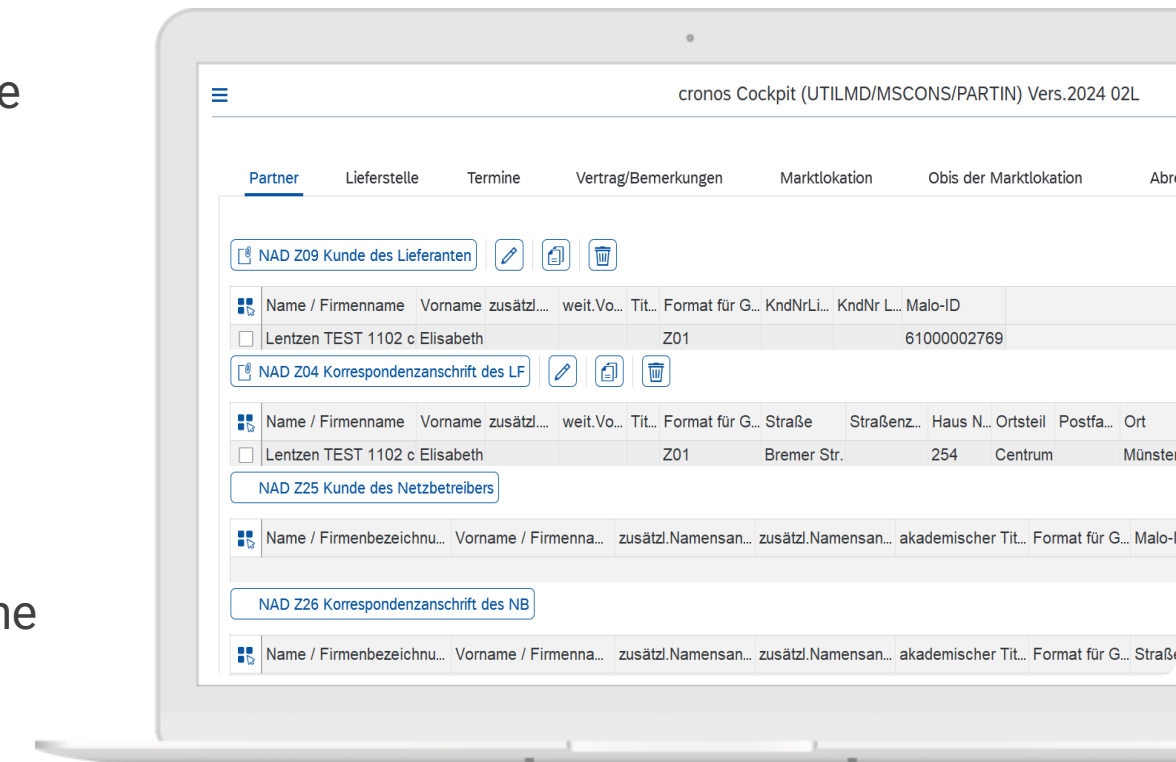 e
cronos Cockpit (UTILMD/MSCONS/PARTIN) Vers.2024 02L
Partner Lieferstelle Termine Vertrag/Bemerkungen Marktlokation Obis der Marktlokation Abr
NAD Z09 Kunde des Lieferanten
Name / Firmenname Vorname zusätzl.... weit.Vo... Tit... Format für G... KndNrLi... KndNr L... Malo-ID
Lentzen TEST 1102 c Elisabeth Z01 61000002769
NAD Z04 Korrespondenzanschrift des LF
Name / Firmenname Vorname zusätzl.... weit.Vo... Tit... Format für G... Straße Straßenz... Haus N... Ortsteil Postfa... Ort
Lentzen TEST 1102 c Elisabeth Z01 Bremer Str. 254 Centrum Münster
NAD Z25 Kunde des Netzbetreibers
Name / Firmenbezeichnu... Vorname / Firmenna... zusätzl.Namensan... zusätzl.Namensan... akademischer Tit... Format für G... Malo-I
ne
NAD Z26 Korrespondenzanschrift des NB
Name / Firmenbezeichnu... Vorname / Firmenna... zusätzl.Namensan... zusätzl.Namensan... akademischer Tit... Format für G... Straße